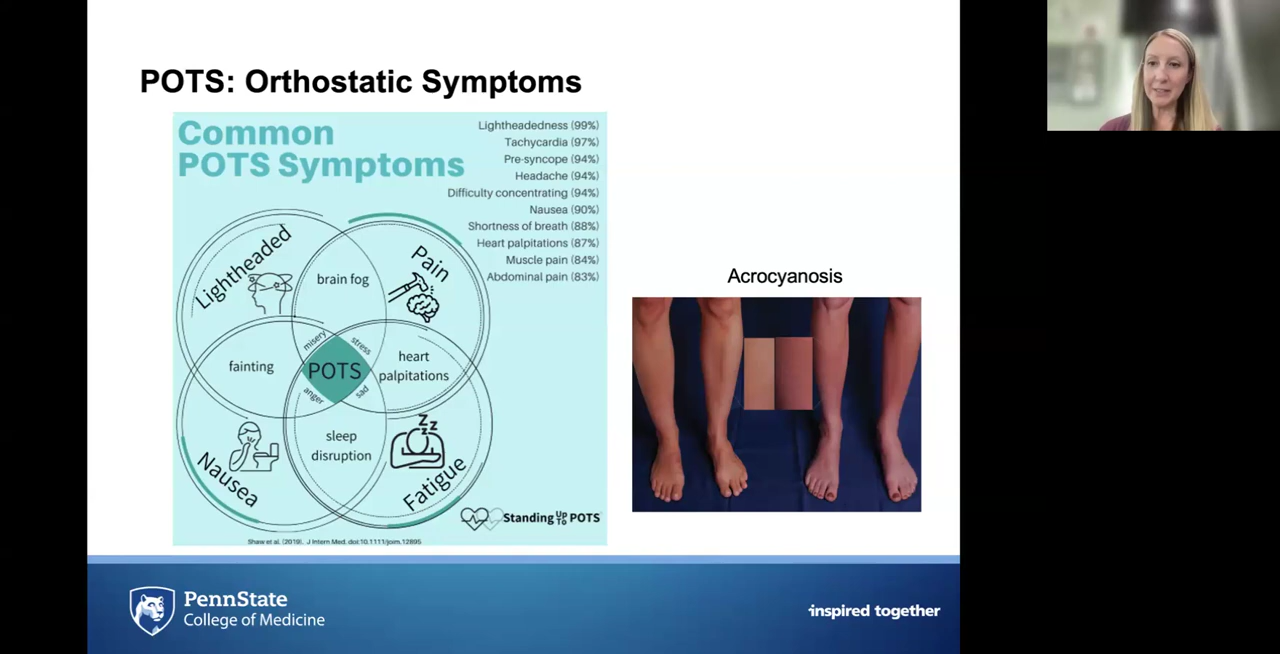 POTS: Orthostatic Symptoms
Common
POTS Symptoms
Lightheadedness (99%)
Tachycardia (97%)
Pre-syncope (94%)
Headache (94%)
Difficulty concentrating (94%)
Nausea (90%)
Shortness of breath (88%)
Heart palpitations (87%)
Muscle pain (84%)
Abdominal pain (83%)
Lightheaded
Pain
brain fog
misery
stress
fainting
POTS
heart
palpitations
anger
sad
sleep
disruption
Z Z Z
Nausea
Fatigue
Standing UP TO POTS
Shaw et al. (2019). J Intern Med. doi:10.1111/joim.12895
Acrocyanosis
PennState
College of Medicine
inspired together